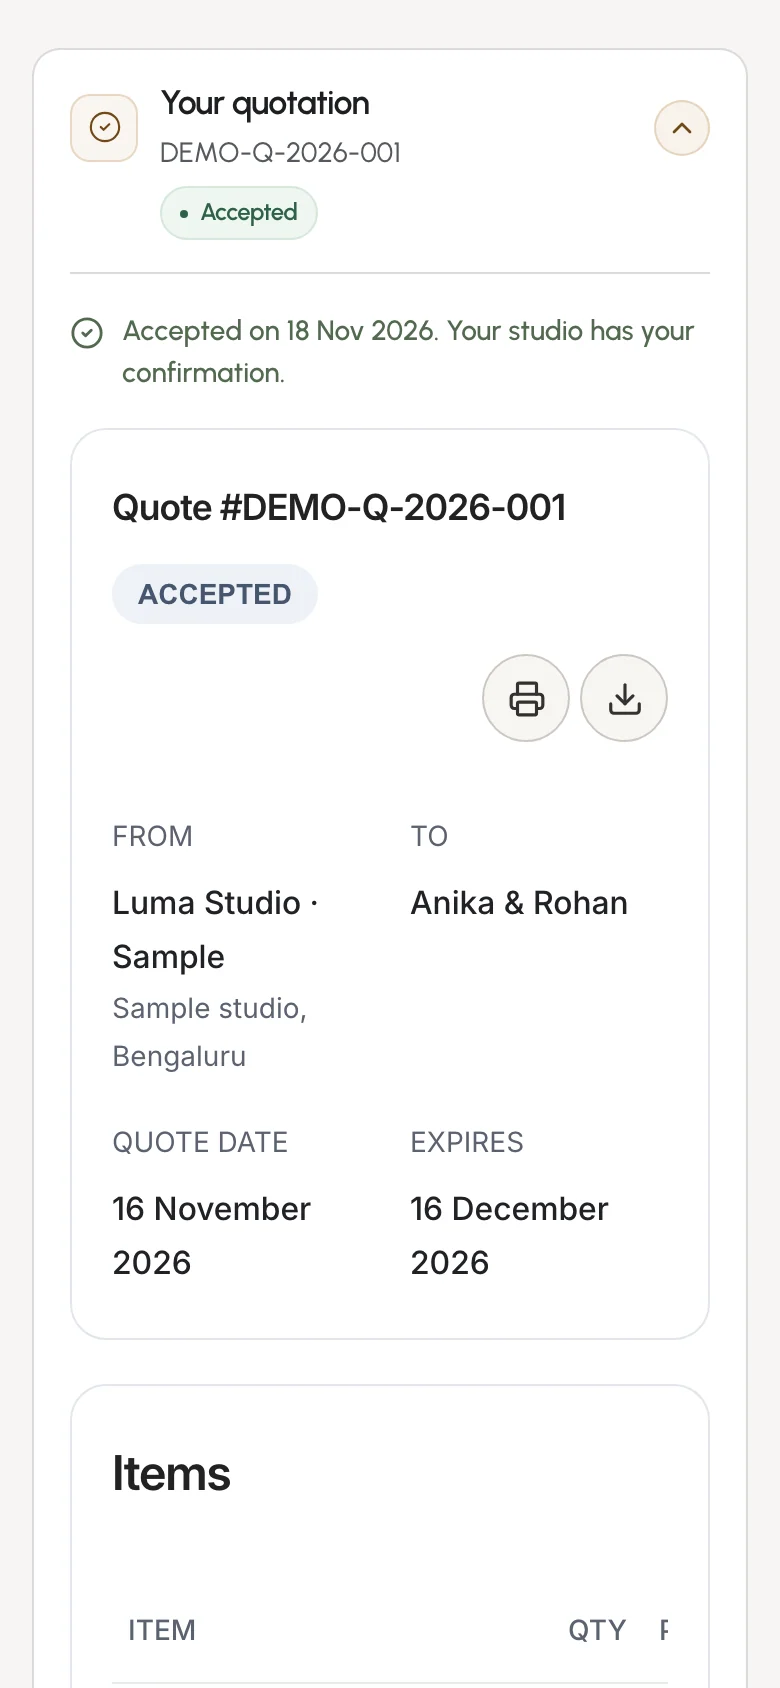 Your quotation
DEMO-Q-2026-001
Accepted
Accepted on 18 Nov 2026. Your studio has your
confirmation.
Quote #DEMO-Q-2026-001
ACCEPTED
FROM
Luma Studio ·
Sample
Sample studio,
Bengaluru
TO
Anika & Rohan
QUOTE DATE
16 November
2026
EXPIRES
16 December
2026
Items
ITEM QTY